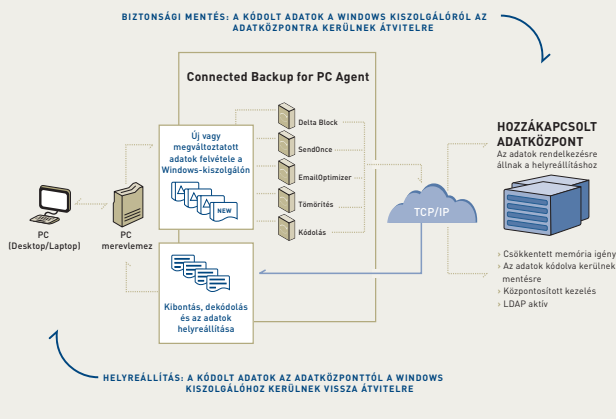 BIZTONSÁGI MENTÉS: A KÓDOLT ADATOK A WINDOWS KISZOLGÁLÓRÓL AZ
ADATKÖZPONTRA KERÜLNEK ÁTVITELRE
Connected Backup for PC Agent
Új vagy
megváltoztatott
adatok felvétele a
Windows-kiszolgálón
NEW
Delta Block
SendOnce
EmailOptimizer
Tömörítés
Kódolás
PC
(Desktop/Laptop)
PC
merevlemez
Kibontás, dekódolás
és az adatok
helyreállítása
TCP/IP
HOZZÁKAPCSOLT
ADATKÖZPONT
Az adatok rendelkezésre
állnak a helyreállításhoz
› Csökkentett memória igény
› Az adatok kódolva kerülnek
mentésre
› Központosított kezelés
› LDAP aktív
HELYREÁLLÍTÁS: A KÓDOLT ADATOK AZ ADATKÖZPONTTÓL A WINDOWS
KISZOLGÁLÓHOZ KERÜLNEK VISSZA ÁTVITELRE